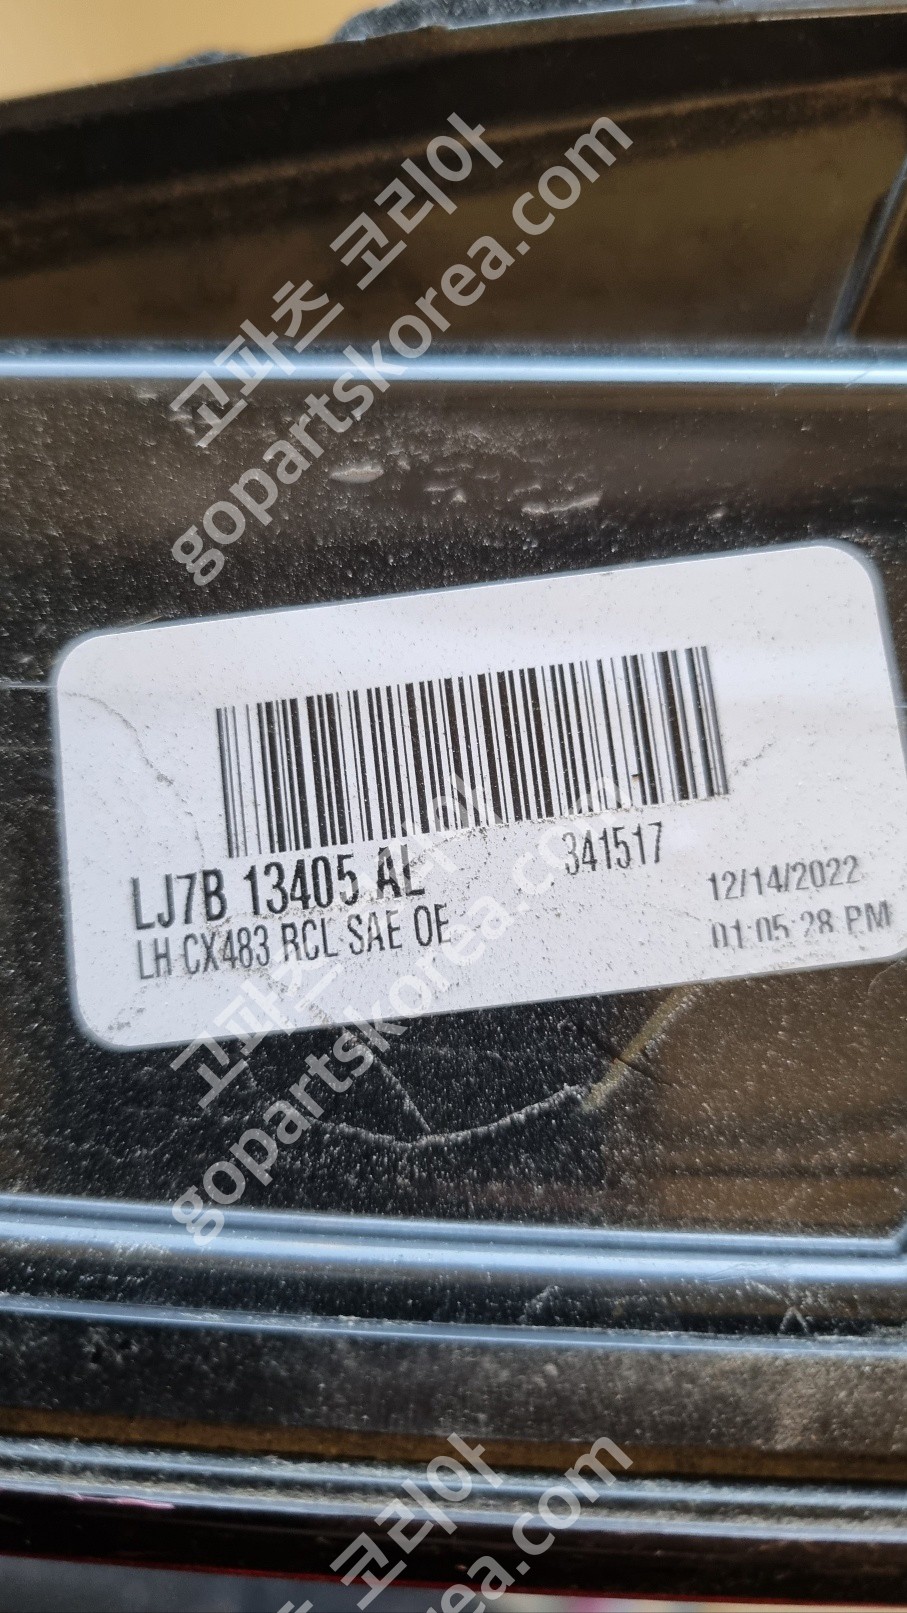 고파츠 코리아
gopartskorea.com
LJ7B 13405 AL
341517
12/14/2022
LH CX483 RCL SAE OE
01:05:28 PM
고파츠 코리아
gopartskorea.com
고파츠 코리아
gopartskorea.com